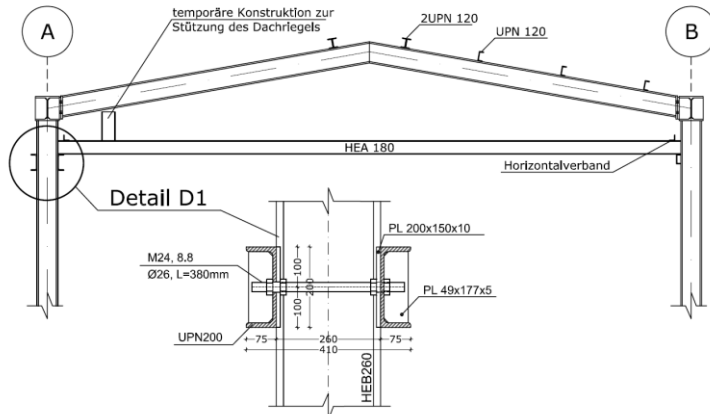 A
B
temporäre Konstruktion zur
Stützung des Dachriegels
2UPN 120
UPN 120
HEA 180
Horizontalverband
Detail D1
PL 200x150x10
M24, 8.8
Ø26, L=380mm
100
200
100
PL 49x177x5
UPN200
75
260
75
410
HEB260